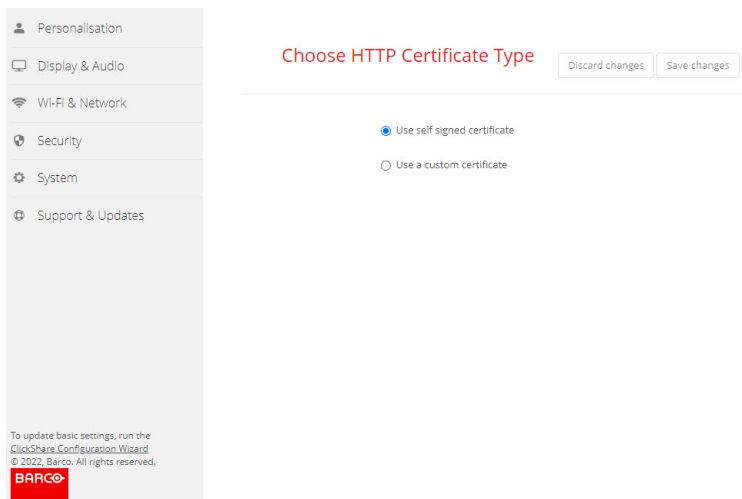 Personalisation
Display & Audio
Wi-Fi & Network
Security
System
Support & Updates
To update basic settings, run the
ClickShare Configuration Wizard
© 2022, Barco. All rights reserved.
BARCO
Choose HTTP Certificate Type
Discard changes
Save changes
Use self signed certificate
Use a custom certificate